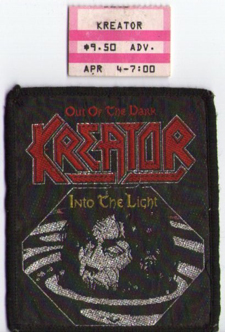 KREATOR
$9.50 ADV.
APR 4-7:00
Out Of The Dark
KREATOR
Into The Light